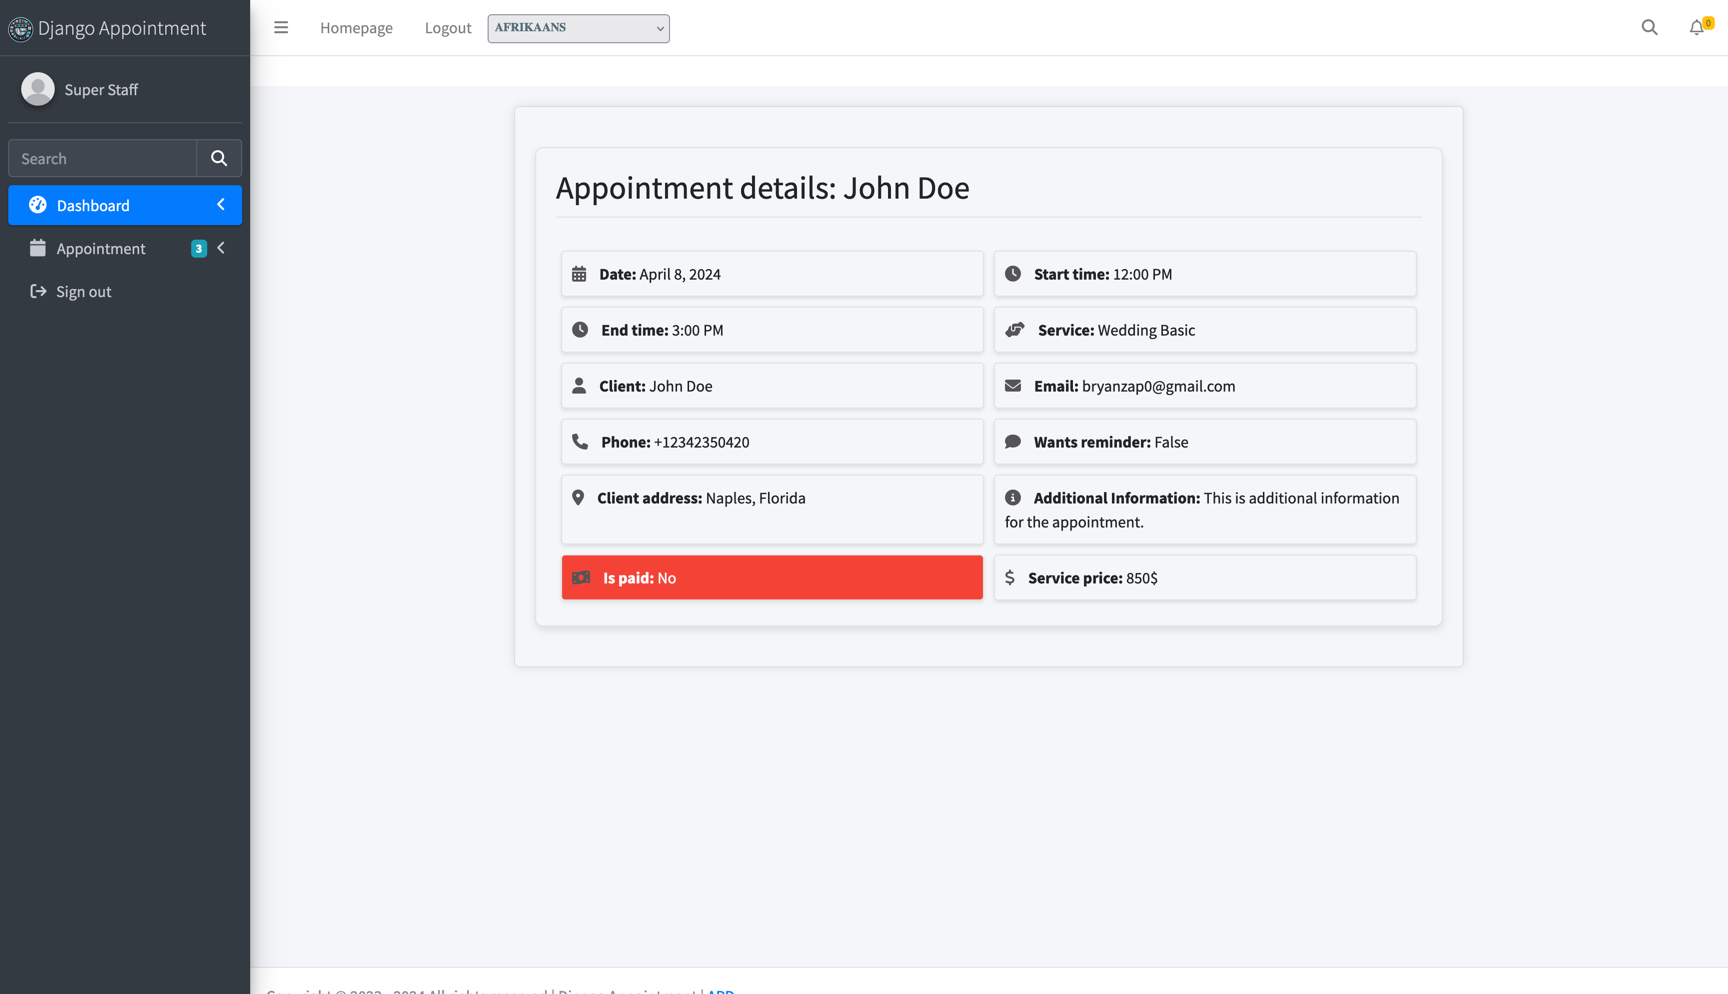 Django Appointment
Homepage
Logout
AFRIKAANS
0
Super Staff
Search
Dashboard
Appointment
3
Sign out
Appointment details: John Doe
Date: April 8, 2024
Start time: 12:00 PM
End time: 3:00 PM
Service: Wedding Basic
Client: John Doe
Email: bryanzap0@gmail.com
Phone: +12342350420
Wants reminder: False
Client address: Naples, Florida
Additional Information: This is additional information
for the appointment.
Is paid: No
$ Service price: 850$